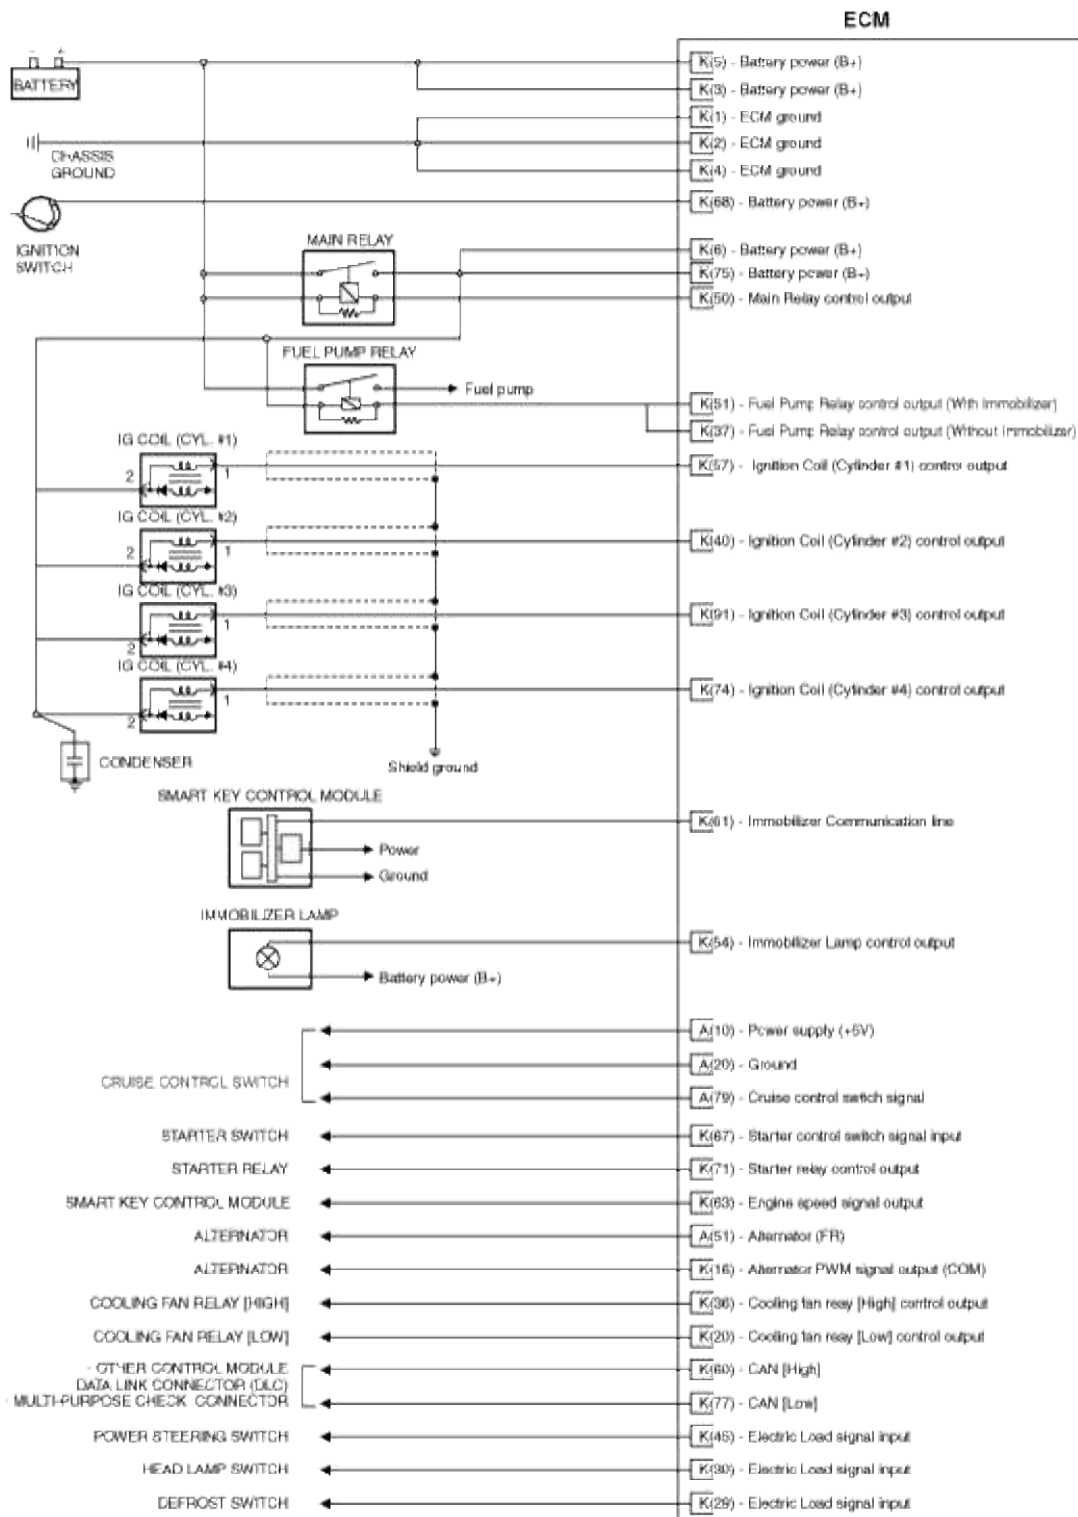 ECM
- +
BATTERY
K(5) - Battery power (B+)
K(3) - Battery power (B+)
K(1) - ECM ground
CHASSIS
GROUND
K(2) - ECM ground
K(4) - ECM ground
IGNITION
SWITCH
K(68) - Battery power (B+)
MAIN RELAY
K(6) - Battery power (B+)
K(75) - Battery power (B+)
K(50) - Main Relay control output
FUEL PUMP RELAY
Fuel pump
K(51) - Fuel Pump Relay control output (With Immobilizer)
K(37) - Fuel Pump Relay control output (Without Immobilizer)
IG COIL (CYL. #1)
2
1
K(57) - Ignition Coil (Cylinder #1) control output
IG COIL (CYL. #2)
2
1
K(40) - Ignition Coil (Cylinder #2) control output
IG COIL (CYL. #3)
2
1
K(91) - Ignition Coil (Cylinder #3) control output
IG COIL (CYL. #4)
2
1
K(74) - Ignition Coil (Cylinder #4) control output
CONDENSER
Shield ground
SMART KEY CONTROL MODULE
K(61) - Immobilizer Communication line
Power
Ground
IMMOBILIZER LAMP
K(54) - Immobilizer Lamp control output
Battery power (B+)
CRUISE CONTROL SWITCH
A(10) - Power supply (+5V)
A(20) - Ground
A(79) - Cruise control switch signal
STARTER SWITCH
K(67) - Starter control switch signal input
STARTER RELAY
K(71) - Starter relay control output
SMART KEY CONTROL MODULE
K(63) - Engine speed signal output
ALTERNATOR
A(51) - Alternator (FR)
ALTERNATOR
K(16) - Alternator PWM signal output (COM)
COOLING FAN RELAY [HIGH]
K(36) - Cooling fan reay [High] control output
COOLING FAN RELAY [LOW]
K(20) - Cooling fan reay [Low] control output
- OTHER CONTROL MODULE
DATA LINK CONNECTOR (DLC)
MULTI-PURPOSE CHECK CONNECTOR
K(60) - CAN [High]
K(77) - CAN [Low]
POWER STEERING SWITCH
K(45) - Electric Load signal input
HEAD LAMP SWITCH
K(30) - Electric Load signal input
DEFROST SWITCH
K(29) - Electric Load signal input